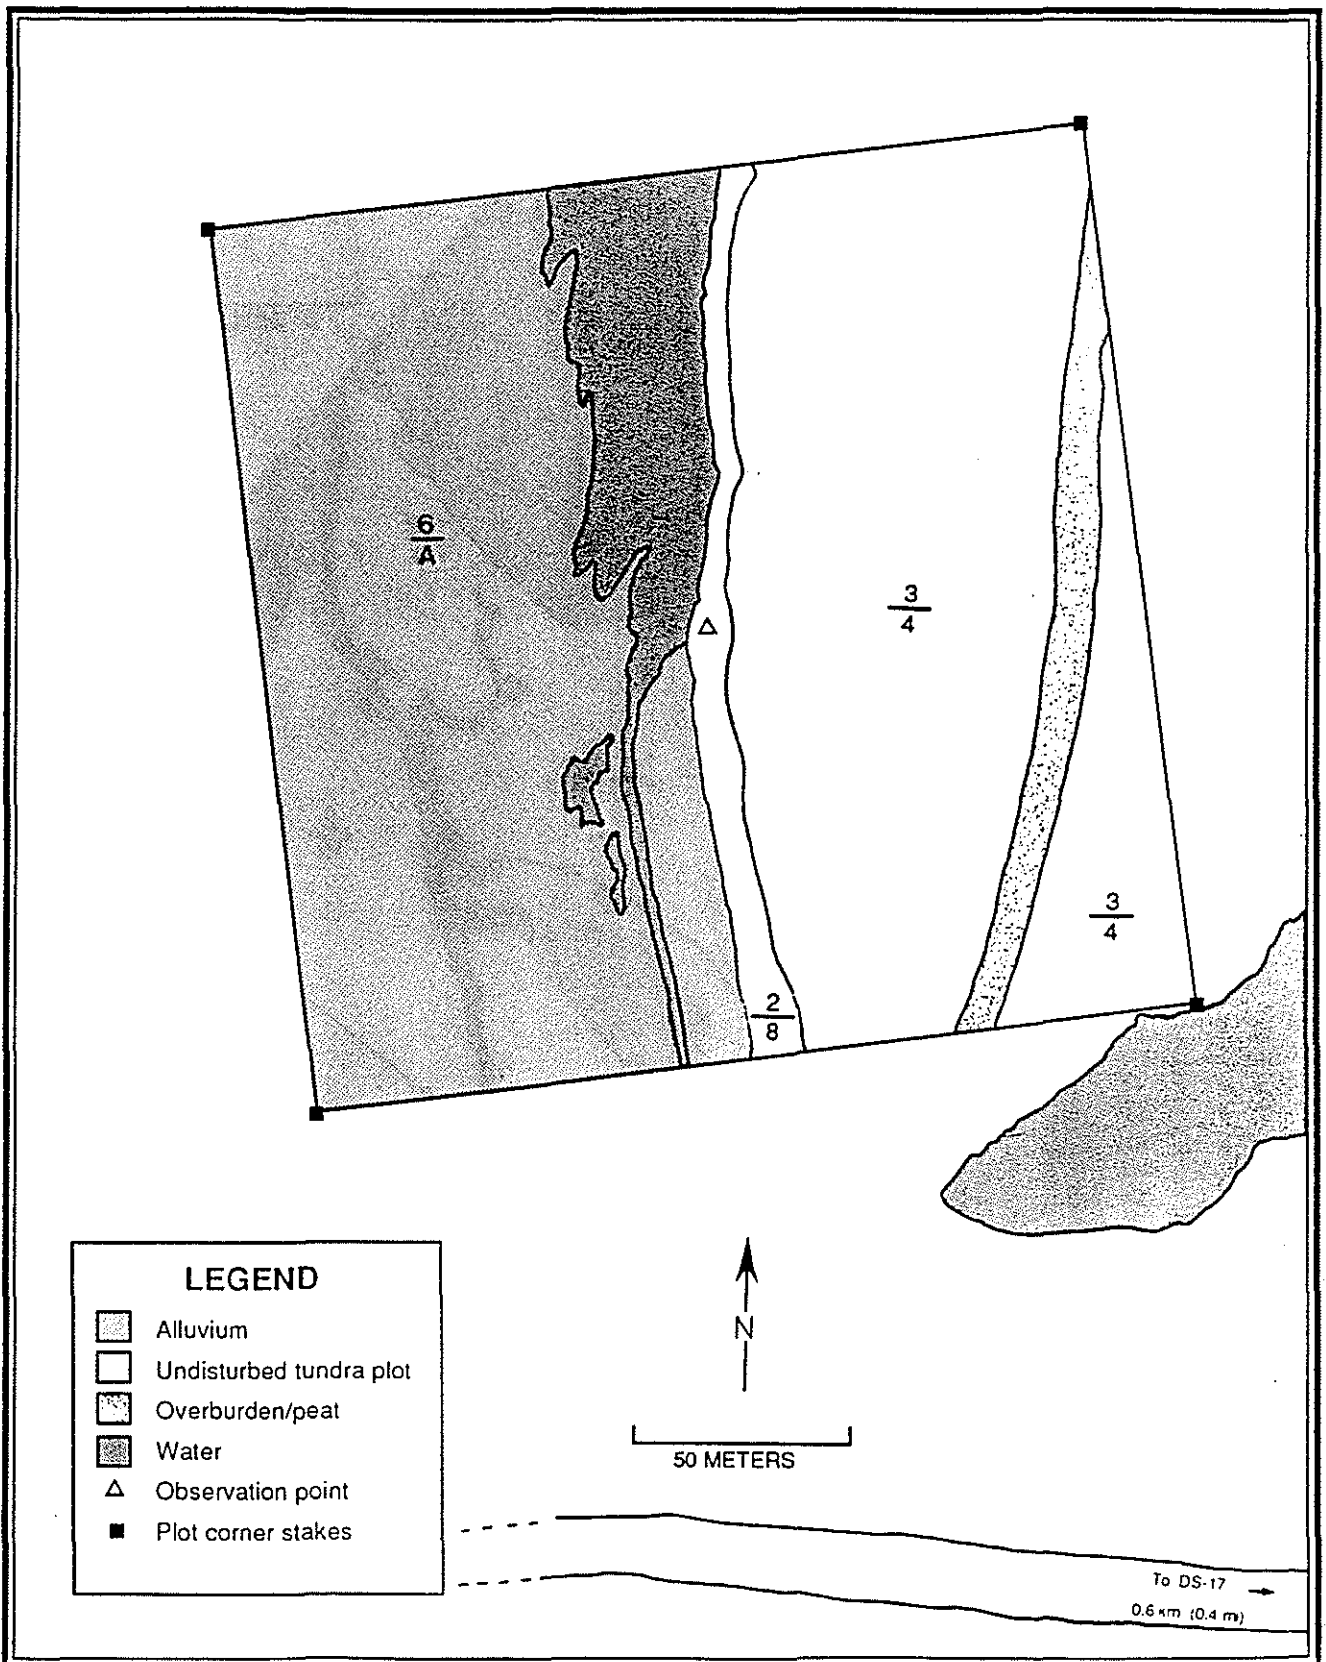 6
A
3
4
3
4
2
8
LEGEND
Alluvium
Undisturbed tundra plot
Overburden/peat
Water
Observation point
Plot corner stakes
N
50 METERS
To DS-17
0.6 km (0.4 mi)